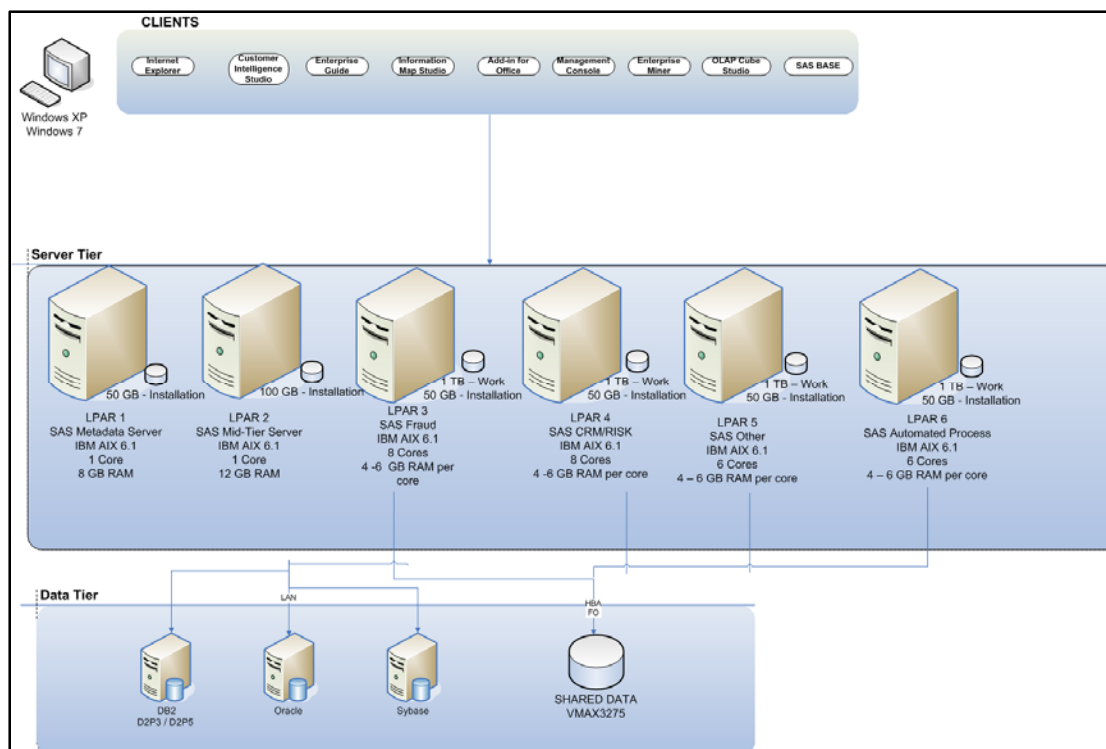 CLIENTS
Internet
Explorer
Customer
Intelligence
Studio
Enterprise
Guide
Information
Map Studio
Add-in for
Office
Management
Console
Enterprise
Miner
OLAP Cube
Studio
SAS BASE
Windows XP
Windows 7
Server Tier
50 GB - Installation
LPAR 1
SAS Metadata Server
IBM AIX 6.1
1 Core
8 GB RAM
100 GB - Installation
LPAR 2
SAS Mid-Tier Server
IBM AIX 6.1
1 Core
12 GB RAM
1 TB – Work
50 GB - Installation
LPAR 3
SAS Fraud
IBM AIX 6.1
8 Cores
4 -6 GB RAM per
core
1 TB – Work
50 GB - Installation
LPAR 4
SAS CRM/RISK
IBM AIX 6.1
8 Cores
4 -6 GB RAM per core
1 TB – Work
50 GB - Installation
LPAR 5
SAS Other
IBM AIX 6.1
6 Cores
4 – 6 GB RAM per core
1 TB – Work
50 GB - Installation
LPAR 6
SAS Automated Process
IBM AIX 6.1
6 Cores
4 – 6 GB RAM per core
Data Tier
LAN
HBA
FO
DB2
D2P3 / D2P5
Oracle
Sybase
SHARED DATA
VMAX3275